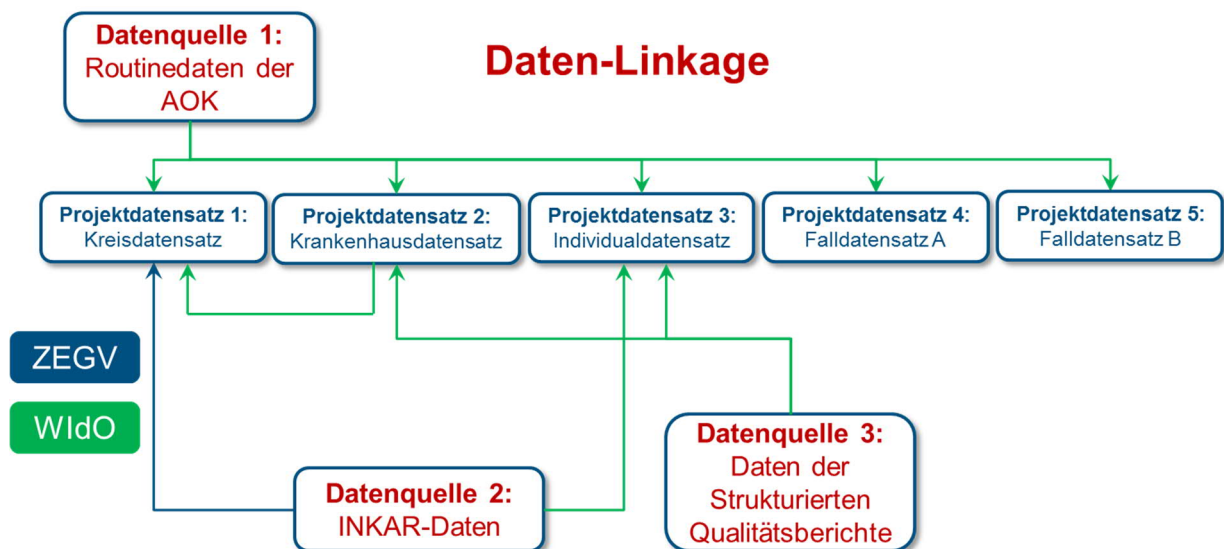 Datenquelle 1:
Routinedaten der
AOK
Daten-Linkage
Projektdatensatz 1:
Kreisdatensatz
Projektdatensatz 2:
Krankenhausdatensatz
Projektdatensatz 3:
Individualdatensatz
Projektdatensatz 4:
Falldatensatz A
Projektdatensatz 5:
Falldatensatz B
ZEGV
WIdO
Datenquelle 2:
INKAR-Daten
Datenquelle 3:
Daten der
Strukturierten
Qualitätsberichte